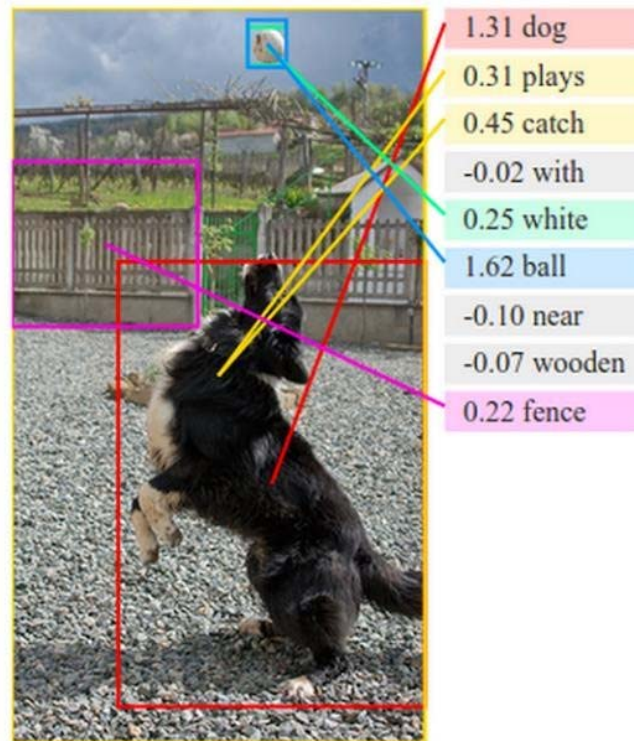 1.31 dog
0.31 plays
0.45 catch
-0.02 with
0.25 white
1.62 ball
-0.10 near
-0.07 wooden
0.22 fence